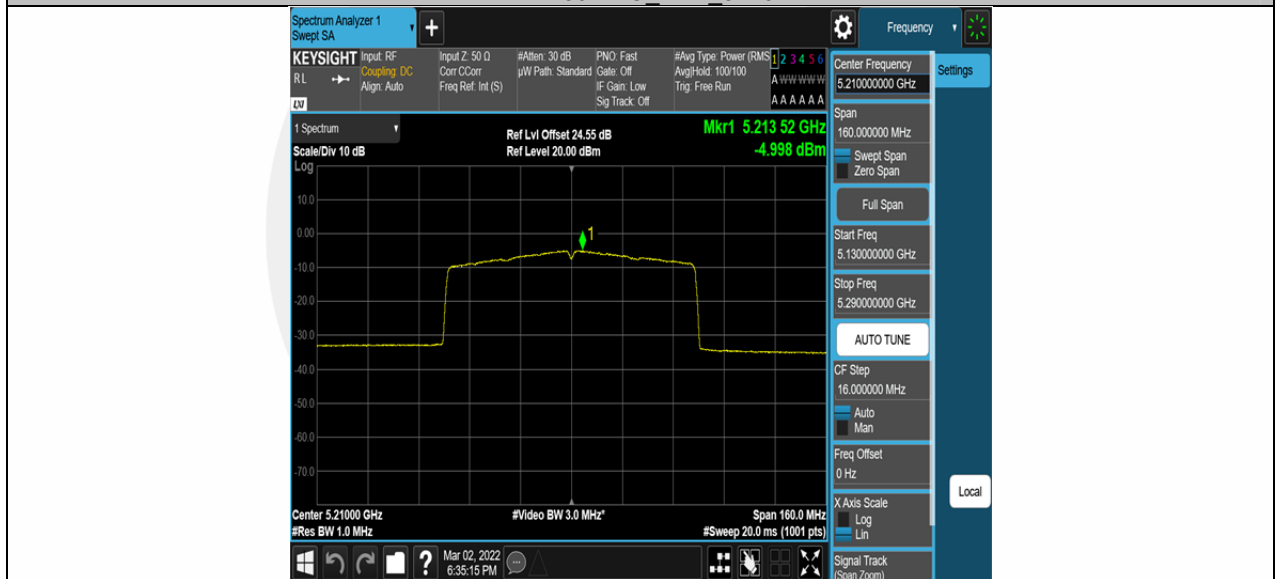 Spectrum Analyzer 1
Swept SA
+
Frequency
KEYSIGHT
RL
LXI
Input: RF
Coupling: DC
Align: Auto
Input Z: 50 Ω
Corr CCorr
Freq Ref: Int (S)
#Atten: 30 dB
µW Path: Standard
PNO: Fast
Gate: Off
IF Gain: Low
Sig Track: Off
#Avg Type: Power (RMS
Avg|Hold: 100/100
Trig: Free Run
1 2 3 4 5 6
A W W W W W
A A A A A A
1 Spectrum
Scale/Div 10 dB
Log
Ref Lvl Offset 24.55 dB
Ref Level 20.00 dBm
Mkr1 5.213 52 GHz
-4.998 dBm
1
10.0
0.00
-10.0
-20.0
-30.0
-40.0
-50.0
-60.0
-70.0
Center 5.21000 GHz
#Res BW 1.0 MHz
#Video BW 3.0 MHz*
Span 160.0 MHz
#Sweep 20.0 ms (1001 pts)
?
Mar 02, 2022
6:35:15 PM
Center Frequency
5.210000000 GHz
Settings
Span
160.000000 MHz
Swept Span
Zero Span
Full Span
Start Freq
5.130000000 GHz
Stop Freq
5.290000000 GHz
AUTO TUNE
CF Step
16.000000 MHz
Auto
Man
Freq Offset
0 Hz
X Axis Scale
Log
Lin
Local
Signal Track
(Span Zoom)